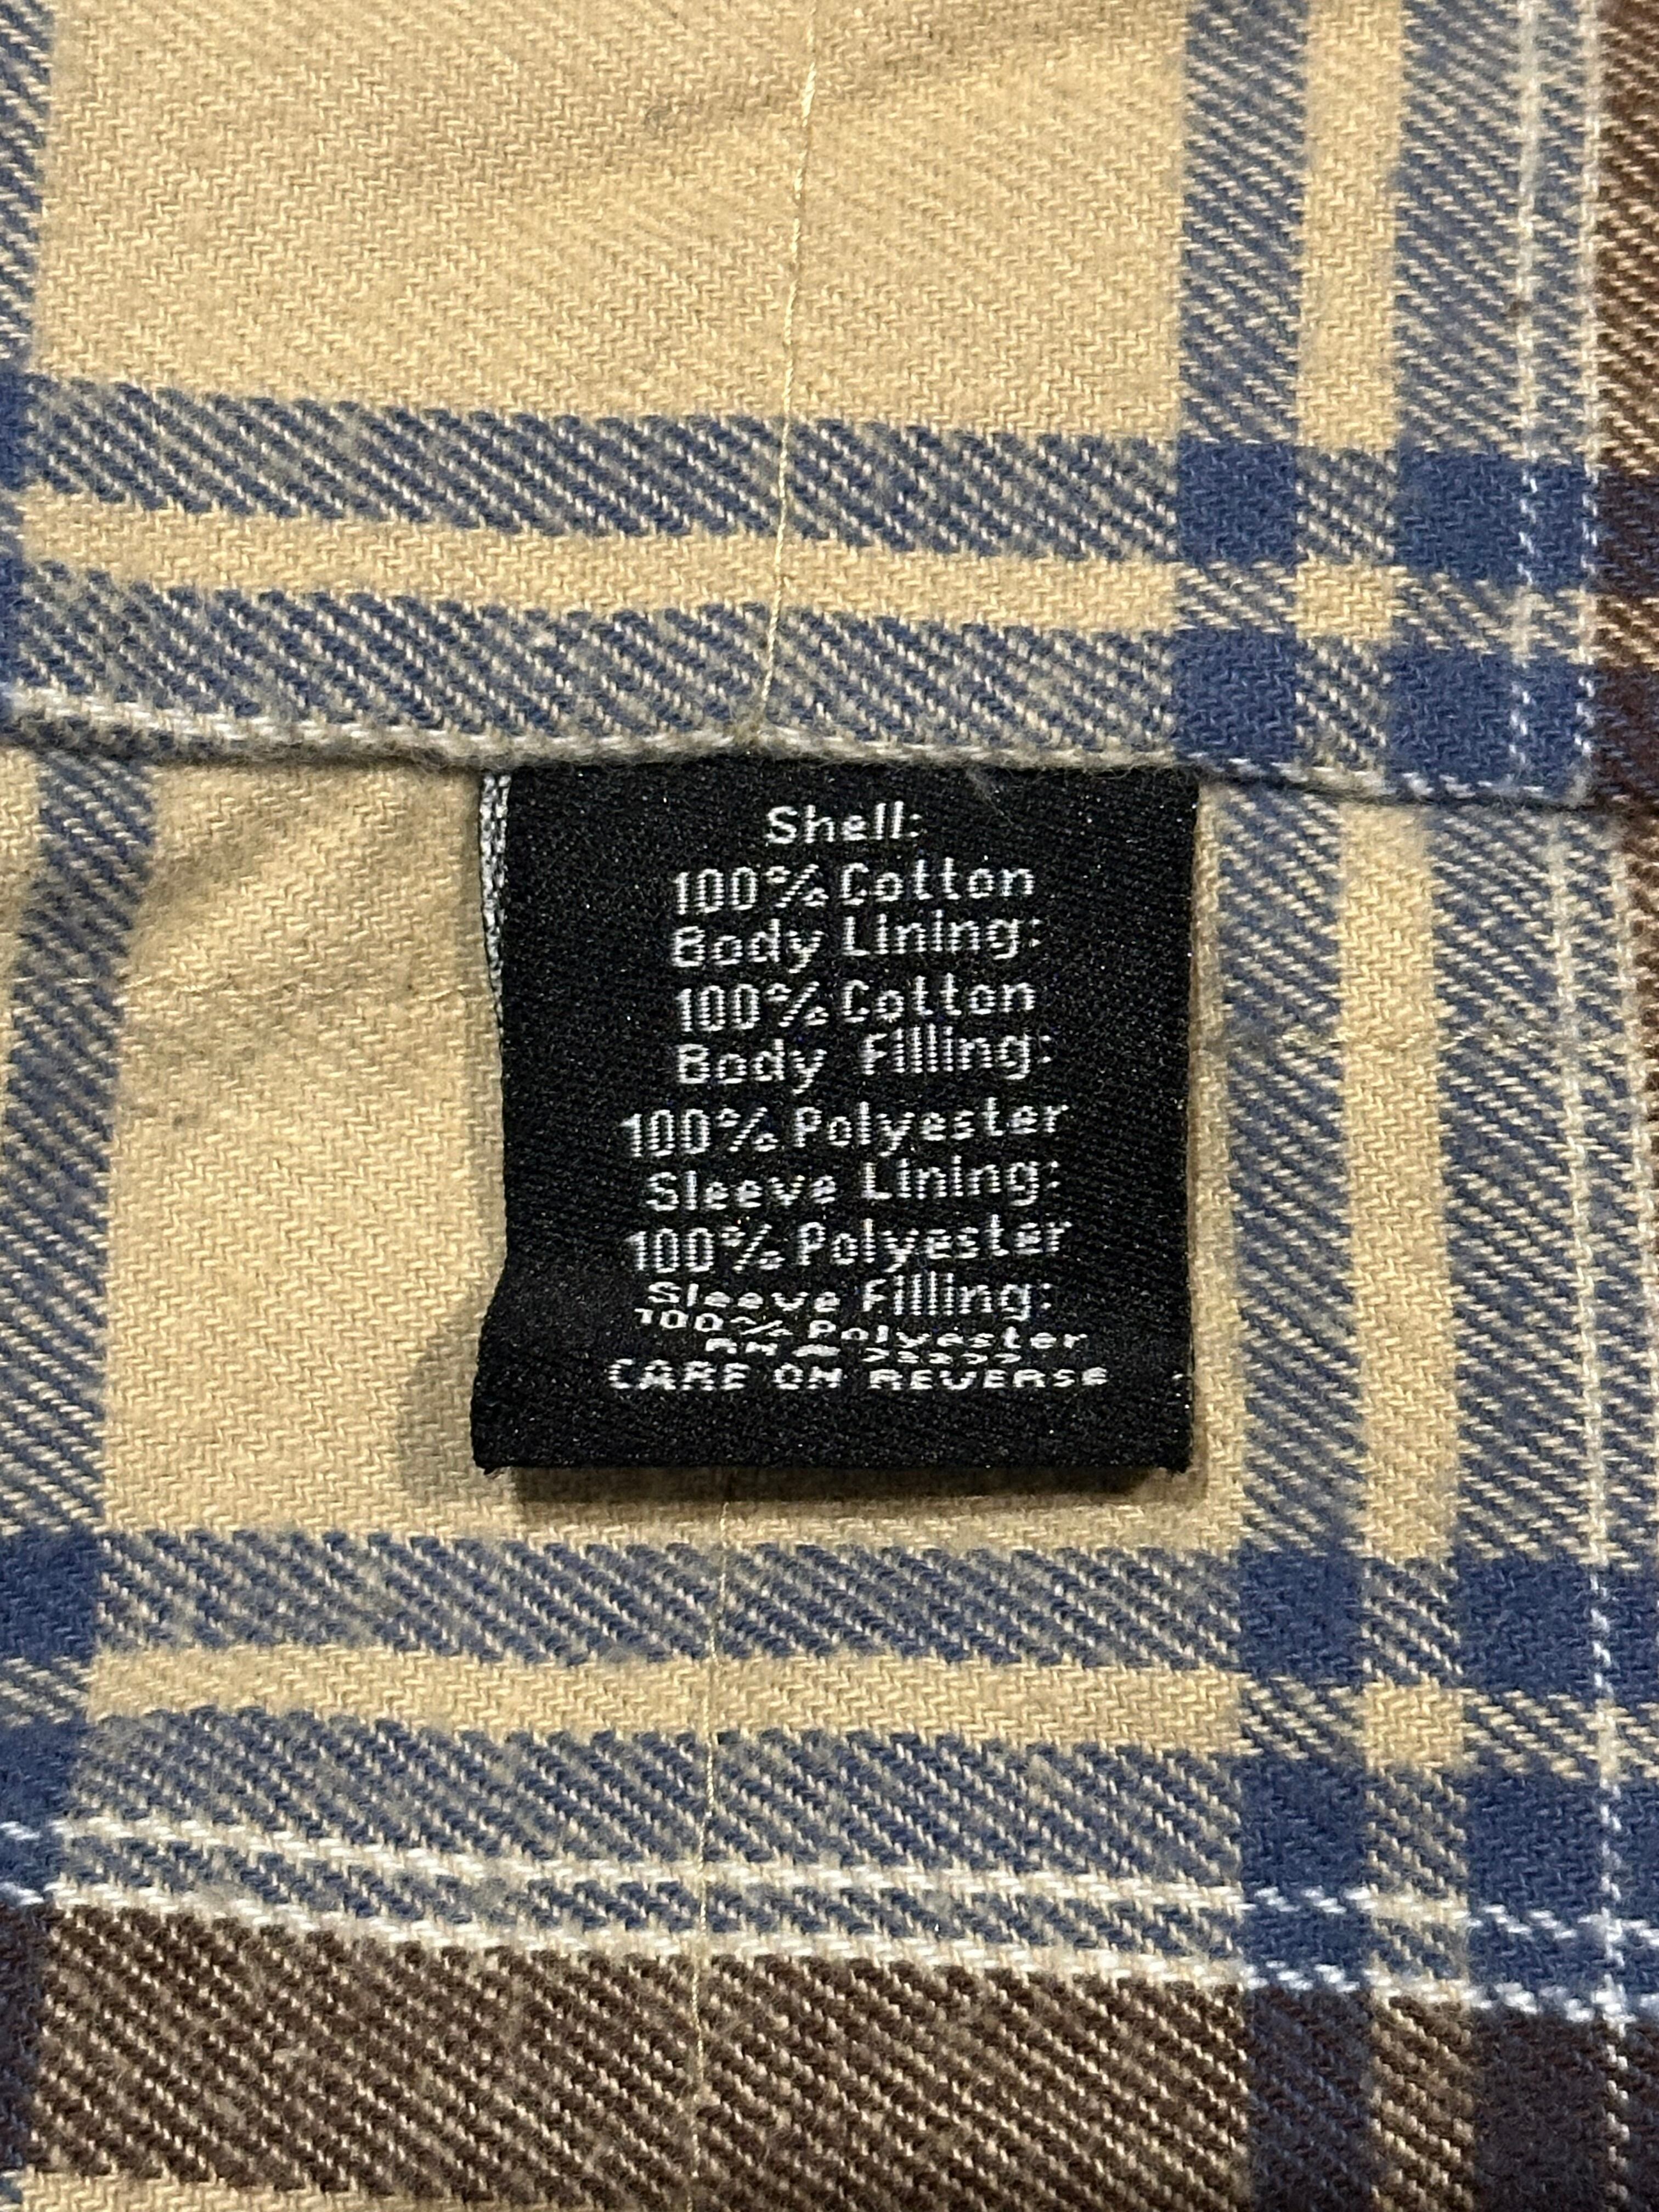 Shell:
100% Cotton
Body Lining:
100% Cotton
Body Filling:
100% Polyester
Sleeve Lining:
100% Polyester
Sleeve Filling:
100% Polyester
RN
CARE ON REVERSE